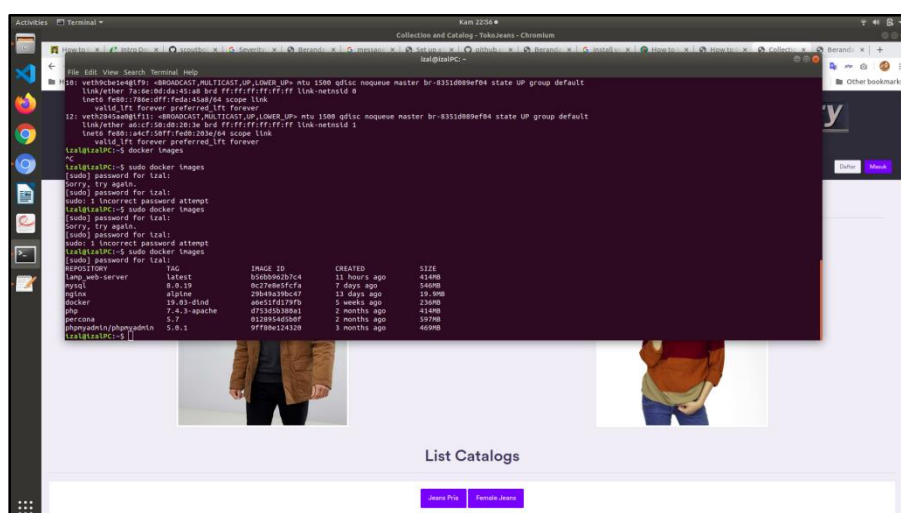 Activities Terminal Kam 22:56
Collection and Catalog - TokoJeans - Chromium
izal@izalPC: ~
File Edit View Search Terminal Help
Other bookmarks
10: veth9cbe1e4@if9: <BROADCAST,MULTICAST,UP,LOWER_UP> mtu 1500 qdisc noqueue master br-8351d089ef04 state UP group default
link/ether 7a:6e:0d:da:45:a8 brd ff:ff:ff:ff:ff:ff link-netnsid 0
inet6 fe80::786e:dff:feda:45a8/64 scope link
valid_lft forever preferred_lft forever
12: veth2845aa0@if11: <BROADCAST,MULTICAST,UP,LOWER_UP> mtu 1500 qdisc noqueue master br-8351d089ef04 state UP group default
link/ether a6:cf:50:d0:20:3e brd ff:ff:ff:ff:ff:ff link-netnsid 1
inet6 fe80::a4cf:50ff:fed0:203e/64 scope link
valid_lft forever preferred_lft forever
izal@izalPC:~$ docker images
^C
izal@izalPC:~$ sudo docker images
[sudo] password for izal:
Sorry, try again.
[sudo] password for izal:
sudo: 1 incorrect password attempt
izal@izalPC:~$ sudo docker images
[sudo] password for izal:
Sorry, try again.
[sudo] password for izal:
sudo: 1 incorrect password attempt
izal@izalPC:~$ sudo docker images
[sudo] password for izal:
REPOSITORY TAG IMAGE ID CREATED SIZE
lamp_web-server latest b56bb962b7c4 11 hours ago 414MB
mysql 8.0.19 0c27e8e5fcfa 7 days ago 546MB
nginx alpine 29b49a39bc47 13 days ago 19.9MB
docker 19.03-dind a6e51fd179fb 5 weeks ago 236MB
php 7.4.3-apache d753d5b380a1 2 months ago 414MB
percona 5.7 0128954d5b0f 2 months ago 597MB
phpmyadmin/phpmyadmin 5.0.1 9ff80e124320 3 months ago 469MB
izal@izalPC:~$
Daftar Masuk
List Catalogs
Jeans Pria Female Jeans